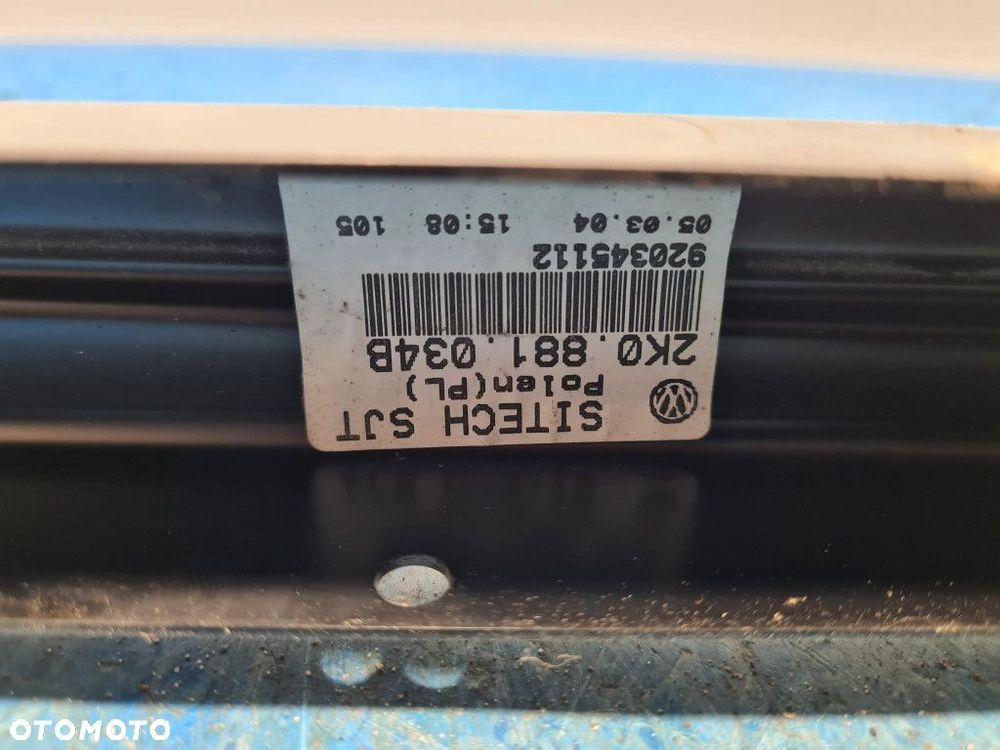 SITECH SJT
Polen(PL)
2K0.881.034B
920345112
05.03.04 15:08 105
OTOMOTO